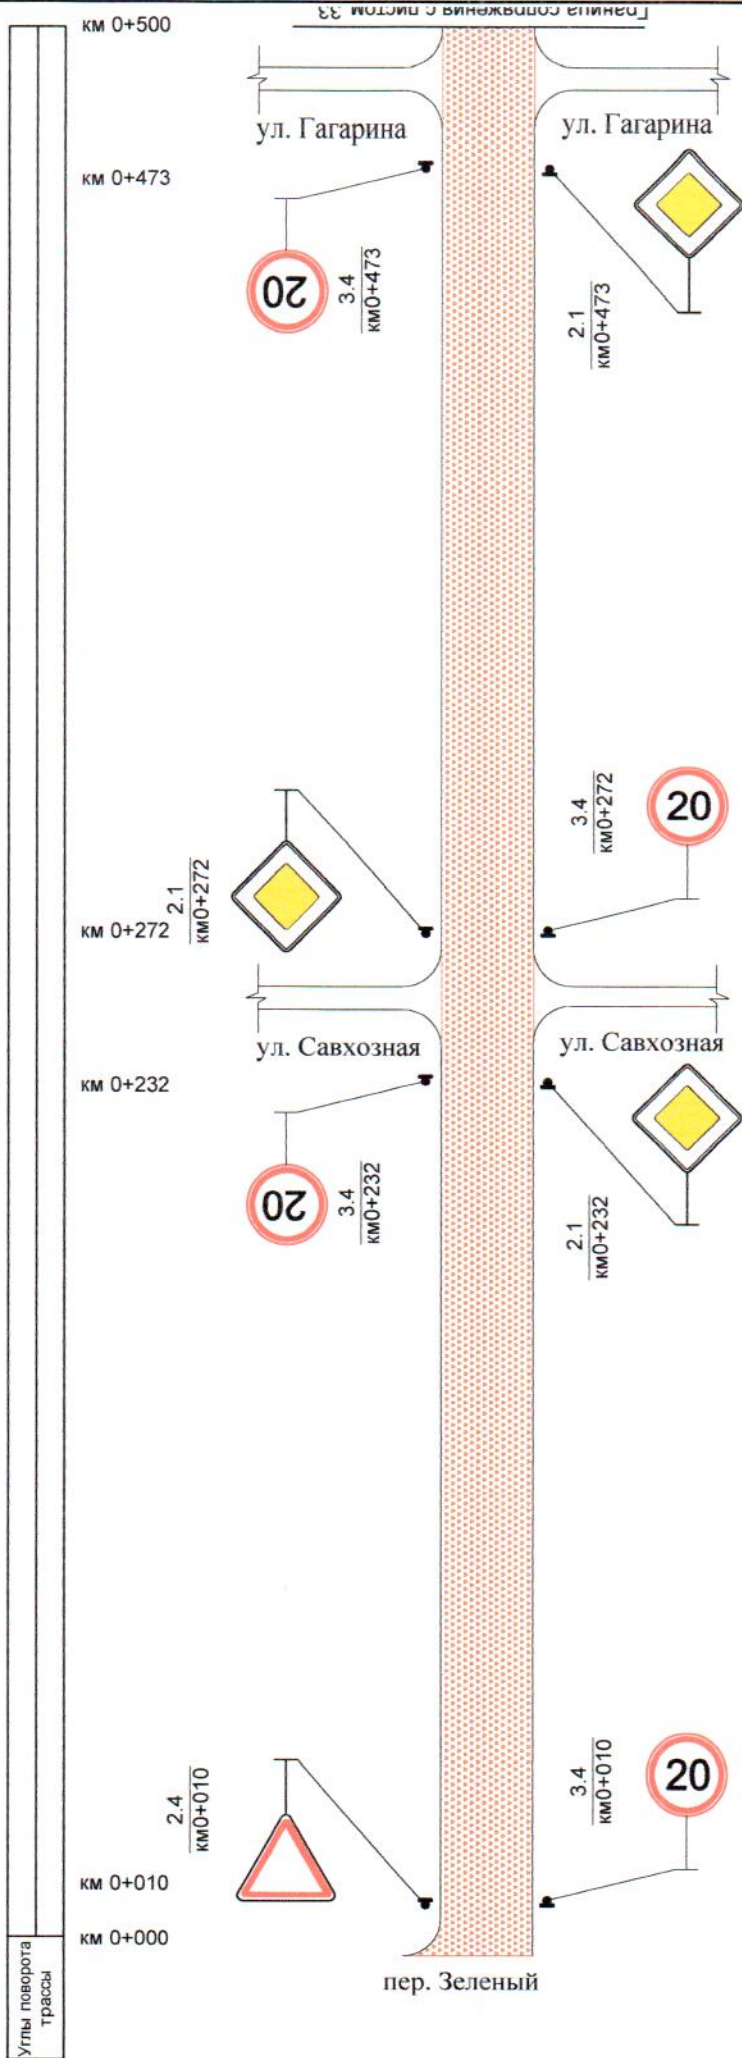 Граница сопряжения с листом 33
км 0+500
ул. Гагарина
ул. Гагарина
км 0+473
20
3.4
км0+473
2.1
км0+473
3.4
км0+272
20
2.1
км0+272
км 0+272
ул. Савхозная
ул. Савхозная
км 0+232
20
3.4
км0+232
2.1
км0+232
2.4
км0+010
3.4
км0+010
20
км 0+010
км 0+000
пер. Зеленый
Углы поворота
трассы